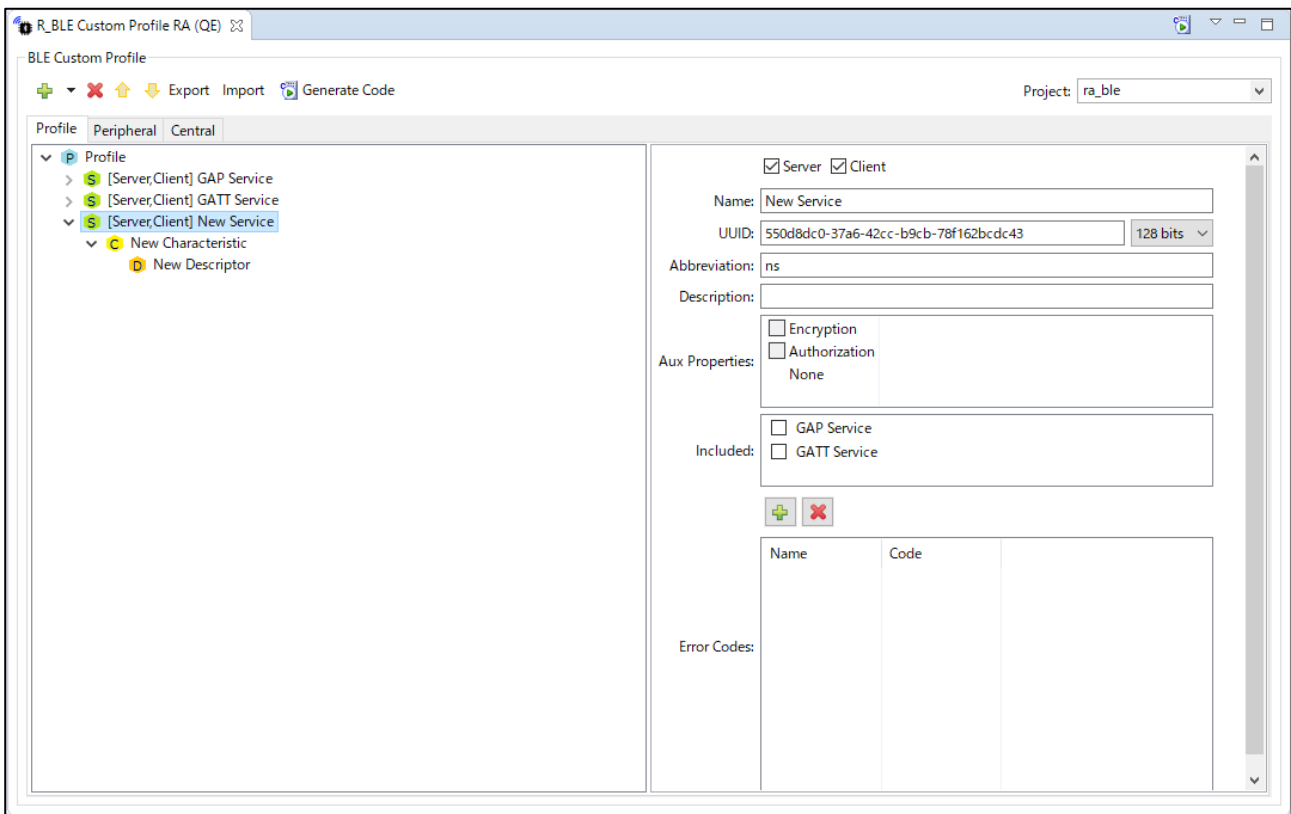 R_BLE Custom Profile RA (QE)
BLE Custom Profile
Export Import Generate Code Project: ra_ble
Profile Peripheral Central
P Profile
S [Server,Client] GAP Service
S [Server,Client] GATT Service
S [Server,Client] New Service
C New Characteristic
D New Descriptor
Server Client
Name: New Service
UUID: 550d8dc0-37a6-42cc-b9cb-78f162bcdc43 128 bits
Abbreviation: ns
Description:
Aux Properties:
Encryption
Authorization
None
Included:
GAP Service
GATT Service
Error Codes:
Name Code